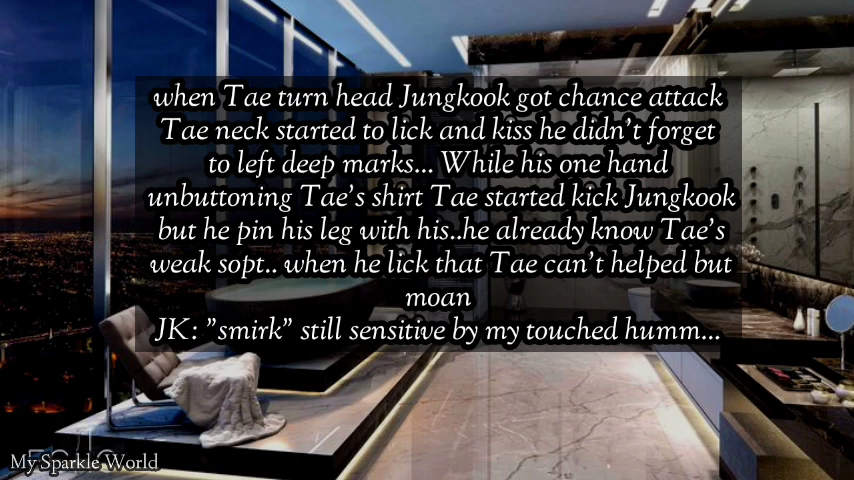 when Tae turn head Jungkook got chance attack
Tae neck started to lick and kiss he didn't forget
to left deep marks... While his one hand
unbuttoning Tae's shirt Tae started kick Jungkook
but he pin his leg with his..he already know Tae's
weak sopt.. when he lick that Tae can't helped but
moan
JK: "smirk" still sensitive by my touched humm...
My Sparkle World